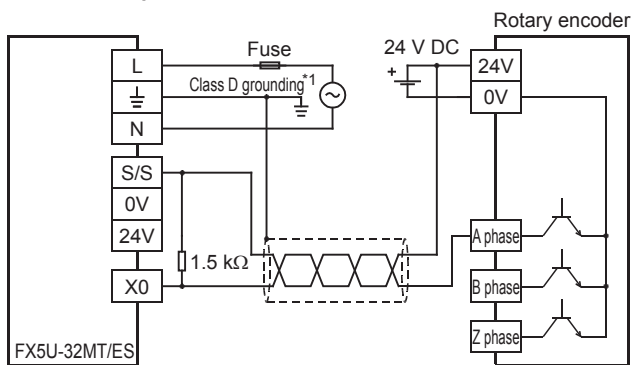 Rotary encoder
Fuse
24 V DC
L
24V
Class D grounding*1
+
0V
N
S/S
0V
24V
A phase
1.5 kΩ
X0
B phase
Z phase
FX5U-32MT/ES